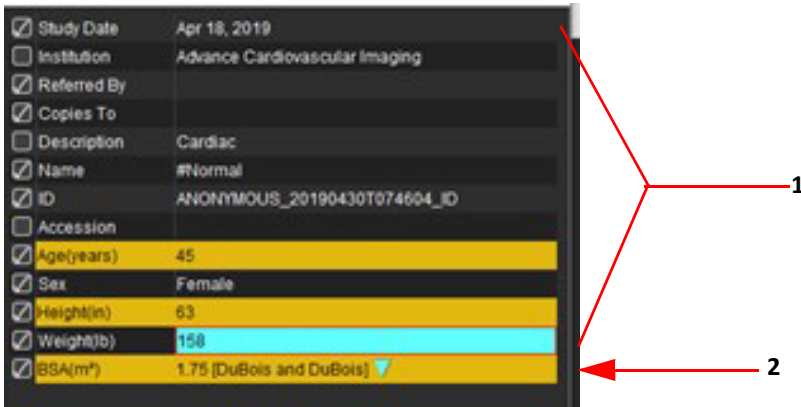 Study Date Apr 18, 2019
Institution Advance Cardiovascular Imaging
Referred By
Copies To
Description Cardiac
Name #Normal
ID ANONYMOUS_20190430T074604_ID
Accession
Age(years) 45
Sex Female
Height(in) 63
Weight(lb) 158
BSA(m²) 1.75 [DuBois and DuBois]
1
2